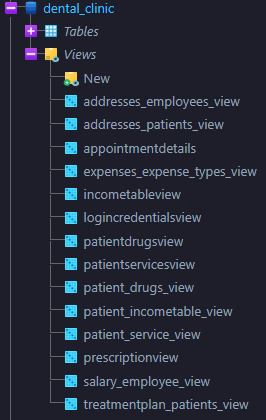 dental_clinic
Tables
Views
New
addresses_employees_view
addresses_patients_view
appointmentdetails
expenses_expense_types_view
incometableview
logincredentialsview
patientdrugsview
patientservicesview
patient_drugs_view
patient_incometable_view
patient_service_view
prescriptionview
salary_employee_view
treatmentplan_patients_view